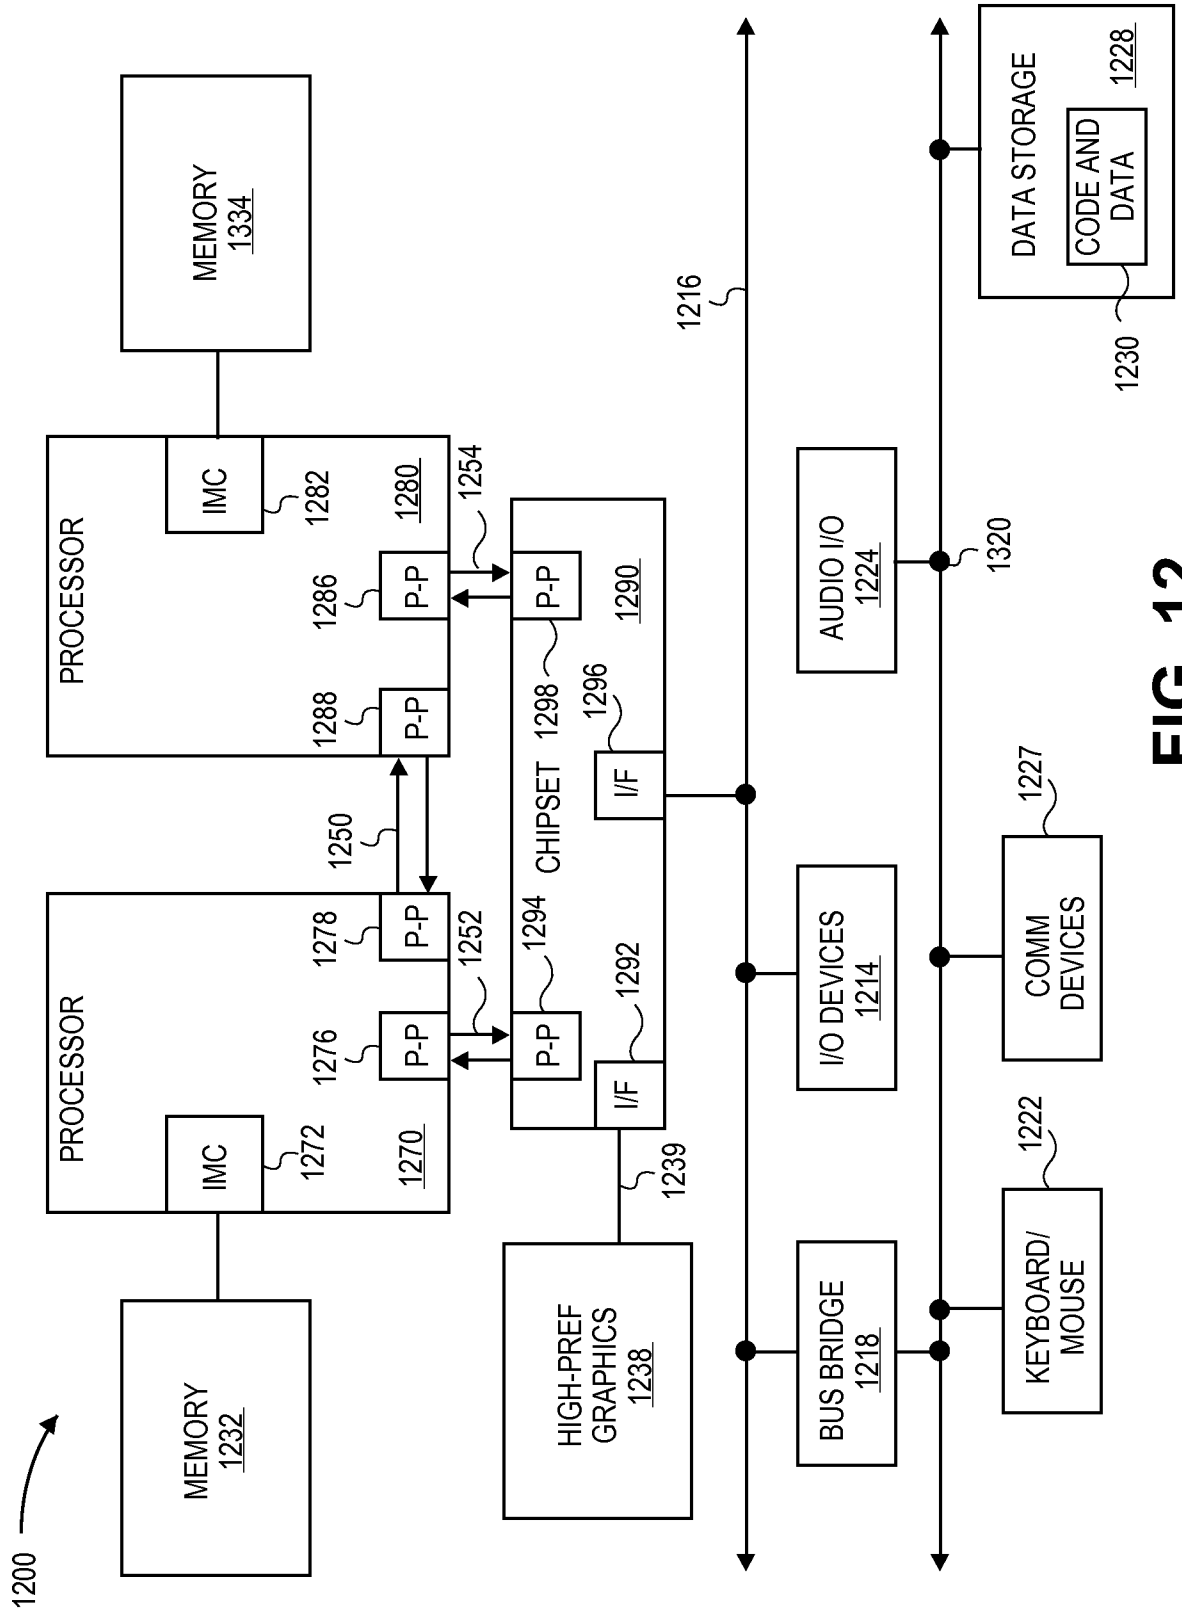 1200
MEMORY
1232
PROCESSOR
IMC
1272
1270
1276
P-P
1278
P-P
1250
PROCESSOR
1288
P-P
1286
P-P
IMC
1282
1280
MEMORY
1334
1252
1254
HIGH-PREF
GRAPHICS
1238
1239
P-P
1294
I/F
1292
CHIPSET
1298
P-P
I/F
1296
1290
1216
BUS BRIDGE
1218
I/O DEVICES
1214
AUDIO I/O
1224
1320
KEYBOARD/
MOUSE
1222
COMM
DEVICES
1227
DATA STORAGE
1228
CODE AND
DATA
1230
FIG. 12